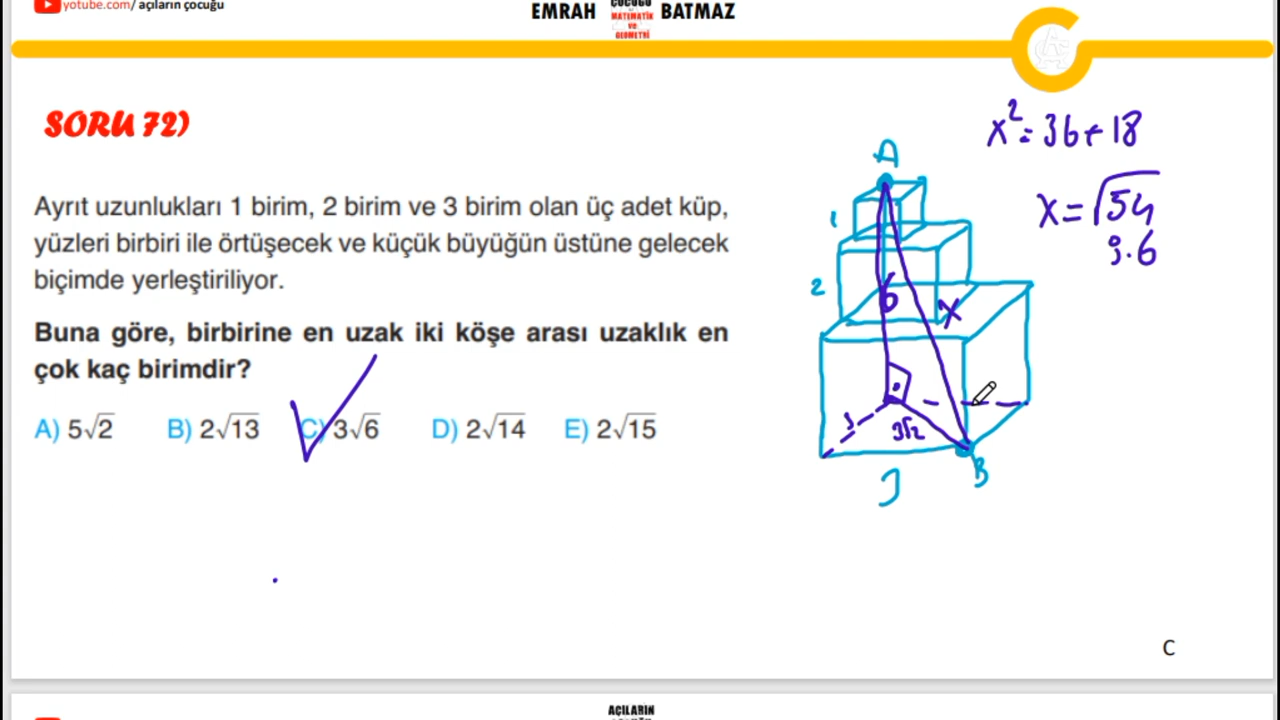 yotube.com/ açıların çocuğu
EMRAH
ÇOCUĞU
MATEMATİK
ve
GEOMETRİ
BATMAZ
SORU 72)
Ayrıt uzunlukları 1 birim, 2 birim ve 3 birim olan üç adet küp,
yüzleri birbiri ile örtüşecek ve küçük büyüğün üstüne gelecek
biçimde yerleştiriliyor.
Buna göre, birbirine en uzak iki köşe arası uzaklık en
çok kaç birimdir?
A) 5√2 B) 2√13 C) 3√6 D) 2√14 E) 2√15
x² = 36 + 18
x = √54
9.6
A
1
2
6
x
3
3√2
3
B
C
AÇILARIN